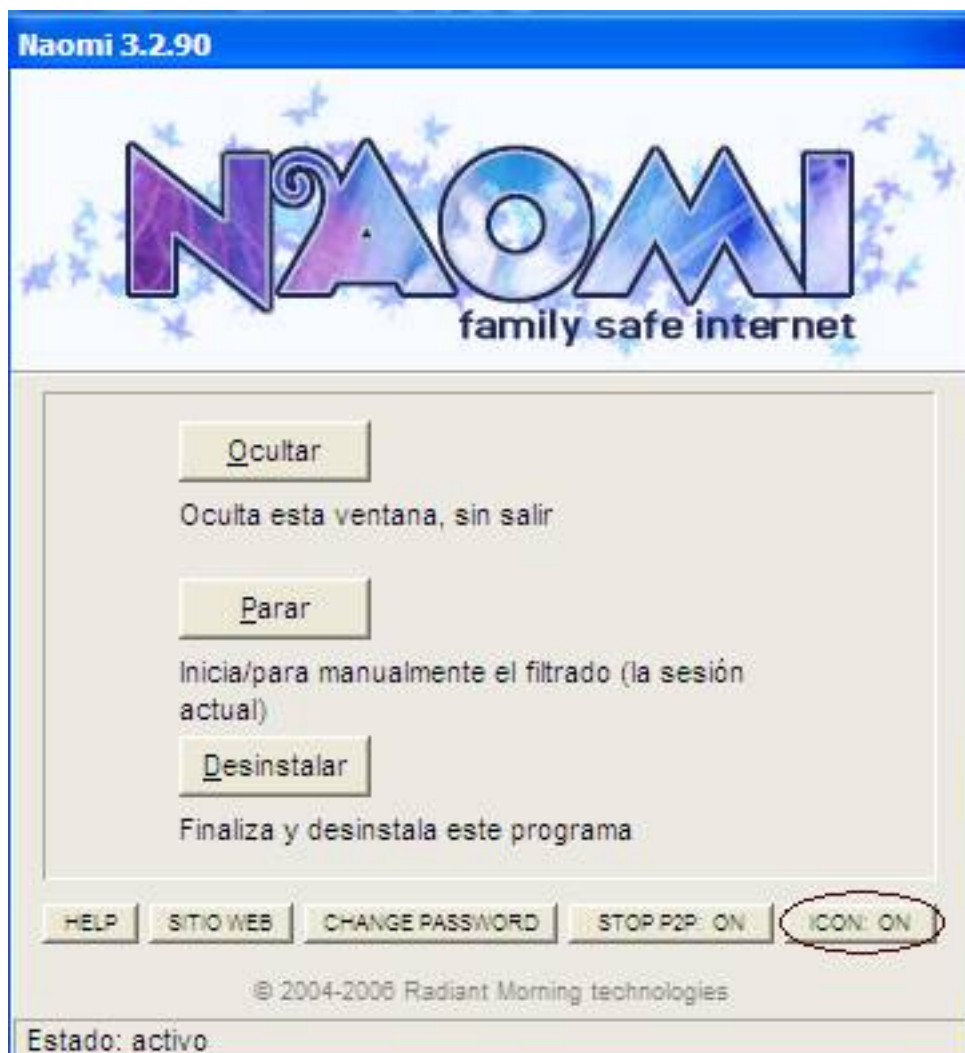 Naomi 3.2.90
NAOMI
family safe internet
Ocultar
Oculta esta ventana, sin salir
Parar
Inicia/para manualmente el filtrado (la sesión
actual)
Desinstalar
Finaliza y desinstala este programa
HELP SITIO WEB CHANGE PASSWORD STOP P2P: ON ICON: ON
© 2004-2006 Radiant Morning technologies
Estado: activo